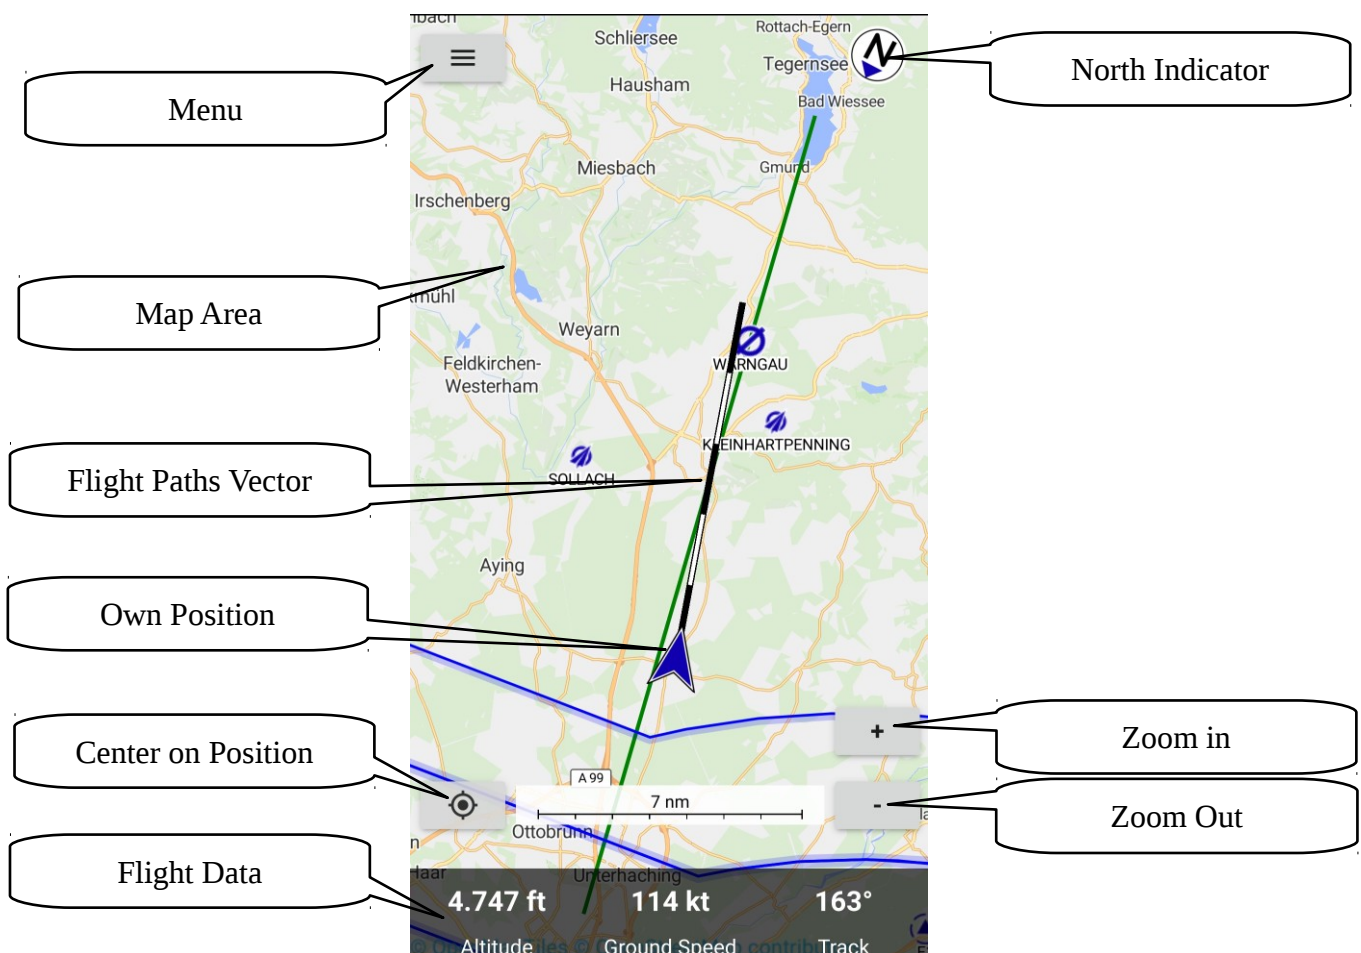 Rottach-Egern
Schliersee
N
North Indicator
Tegernsee
Hausham
Menu
Bad Wiessee
Miesbach
Gmund
Irschenberg
Map Area
Weyarn
Feldkirchen-
Westerham
WARNGAU
KLEINHARTPENNING
Flight Paths Vector
SOLLACH
Aying
Own Position
+
Zoom in
Center on Position
A 99
7 nm
-
Zoom Out
Ottobrunn
Flight Data
Haar
Unterhaching
4.747 ft 114 kt 163°
Altitude Ground Speed Track